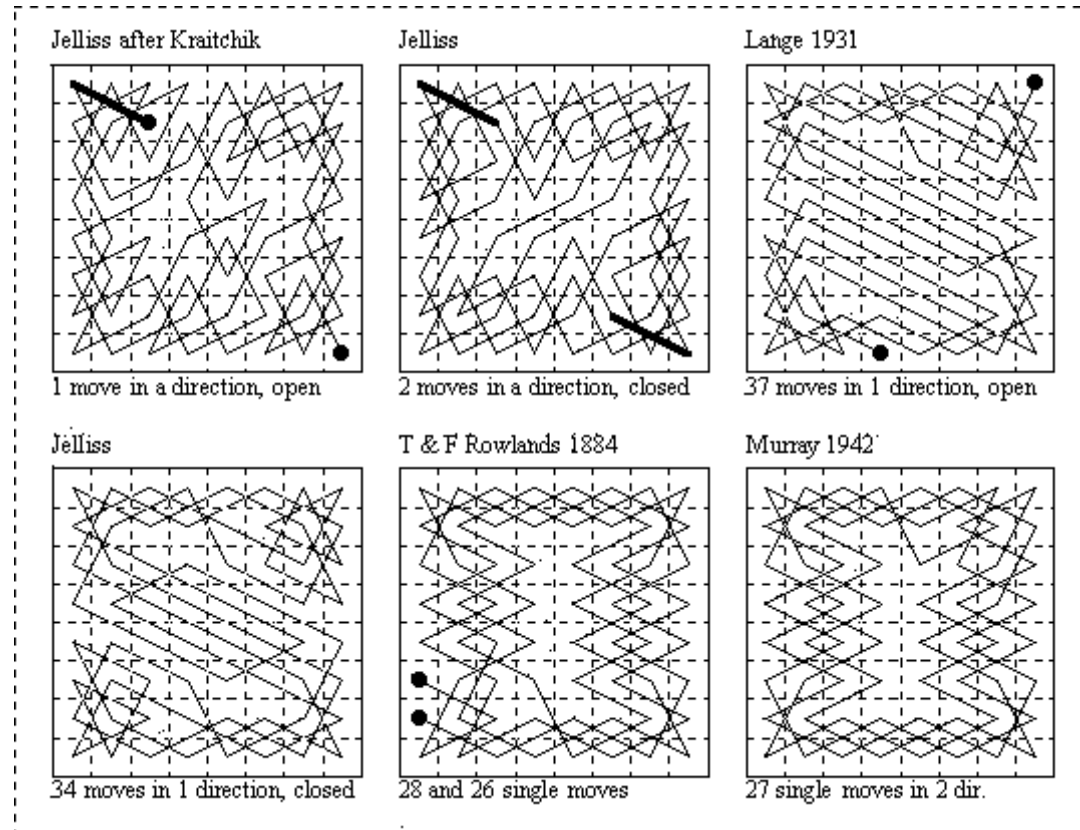 Jelliss after Kraitchik
Jelliss
Lange 1931
1 move in a direction, open
2 moves in a direction, closed
37 moves in 1 direction, open
Jelliss
T & F Rowlands 1884
Murray 1942
34 moves in 1 direction, closed
28 and 26 single moves
27 single moves in 2 dir.